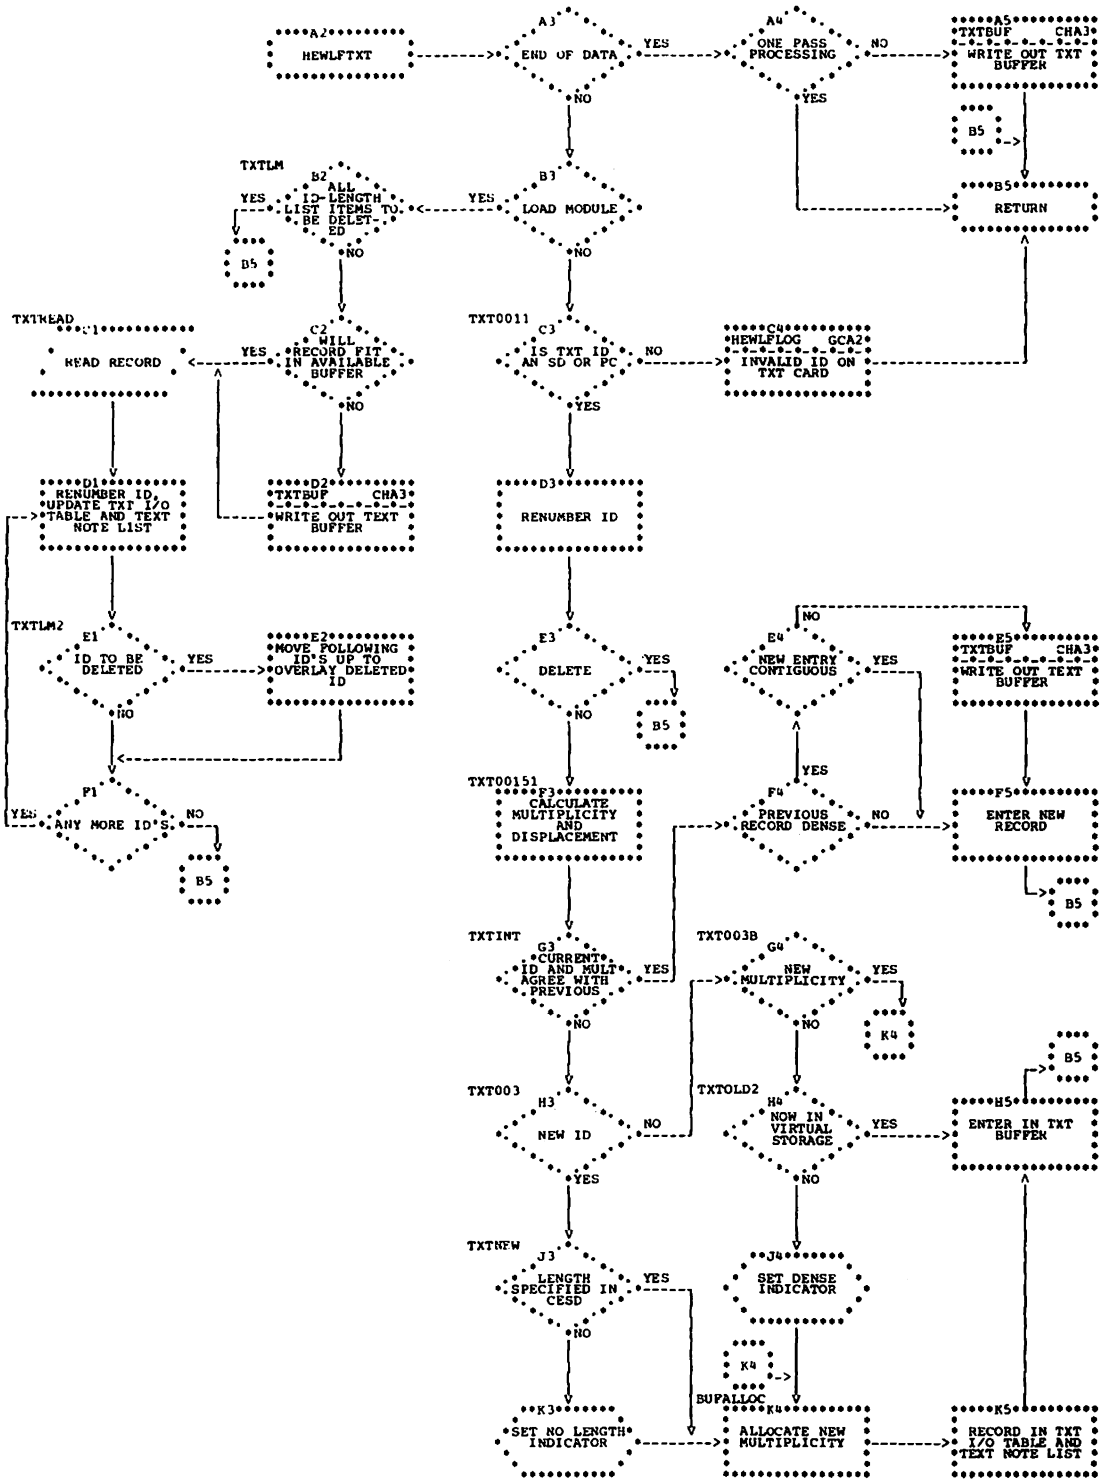 A2
HEWLFTXT
A3
END OF DATA
YES
NO
A4
ONE PASS
PROCESSING
NO
YES
A5
TXTBUF CHA3
WRITE OUT TXT
BUFFER
B5
TXTLM
B2
ALL
ID-LENGTH
LIST ITEMS TO
BE DELET-
ED
YES
NO
B5
B3
LOAD MODULE
YES
NO
B5
RETURN
TXTREAD
READ RECORD
C2
WILL
RECORD FIT
IN AVAILABLE
BUFFER
YES
NO
TXT0011
C3
IS TXT ID
AN SD OR PC
NO
YES
C4
HEWLFLOG GCA2
INVALID ID ON
TXT CARD
D1
RENUMBER ID,
UPDATE TXT I/O
TABLE AND TEXT
NOTE LIST
D2
TXTBUF CHA3
WRITE OUT TEXT
BUFFER
D3
RENUMBER ID
TXTLM2
E1
ID TO BE
DELETED
YES
NO
E2
MOVE FOLLOWING
ID'S UP TO
OVERLAY DELETED
ID
E3
DELETE
YES
NO
B5
E4
NEW ENTRY
CONTIGUOUS
NO
YES
E5
TXTBUF CHA3
WRITE OUT TEXT
BUFFER
F1
ANY MORE ID'S
YES
NO
B5
TXT00151
F3
CALCULATE
MULTIPLICITY
AND
DISPLACEMENT
F4
PREVIOUS
RECORD DENSE
YES
NO
F5
ENTER NEW
RECORD
B5
TXTINT
G3
CURRENT
ID AND MULT
AGREE WITH
PREVIOUS
YES
NO
TXT003B
G4
NEW
MULTIPLICITY
YES
NO
K4
TXT003
H3
NEW ID
NO
YES
TXTOLD2
H4
NOW IN
VIRTUAL
STORAGE
YES
NO
B5
H5
ENTER IN TXT
BUFFER
TXTNEW
J3
LENGTH
SPECIFIED IN
CESD
YES
NO
J4
SET DENSE
INDICATOR
K4
K3
SET NO LENGTH
INDICATOR
BUFALLOC
K4
ALLOCATE NEW
MULTIPLICITY
K5
RECORD IN TXT
I/O TABLE AND
TEXT NOTE LIST